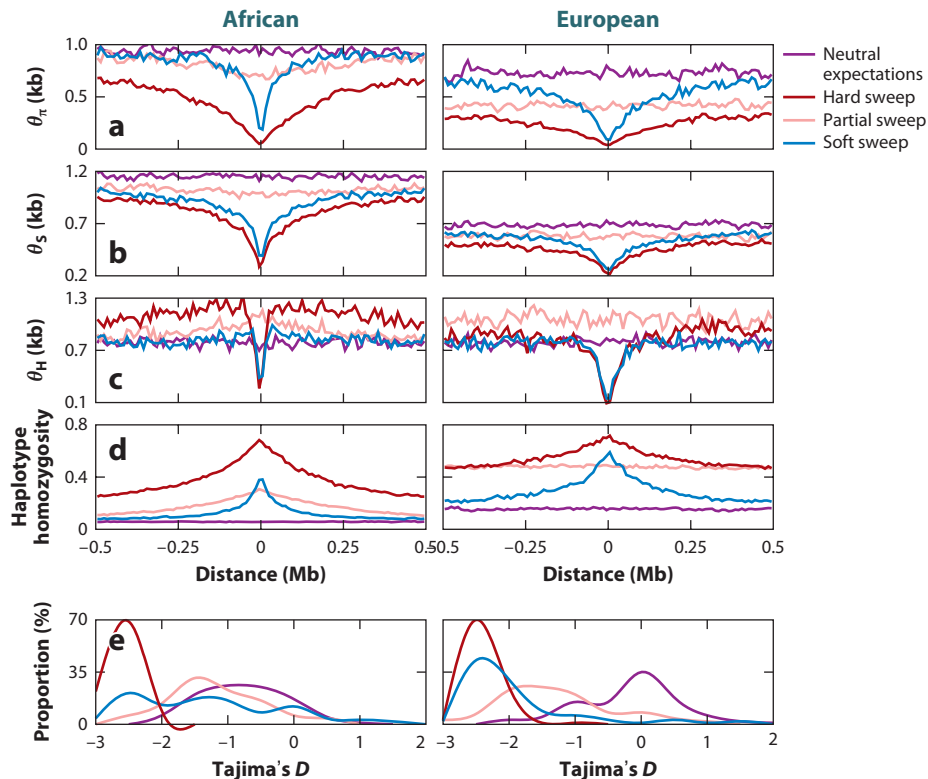 African
European
1.0
0.5
0
θπ (kb)
a
Neutral expectations
Hard sweep
Partial sweep
Soft sweep
1.2
0.7
0.2
θS (kb)
b
1.3
0.7
0.1
θH (kb)
c
0.8
0.4
0
Haplotype homozygosity
d
−0.5 −0.25 0 0.25 0.5
−0.5 −0.25 0 0.25 0.5
Distance (Mb)
Distance (Mb)
70
35
0
Proportion (%)
e
−3 −2 −1 0 1 2
−3 −2 −1 0 1 2
Tajima's D
Tajima's D